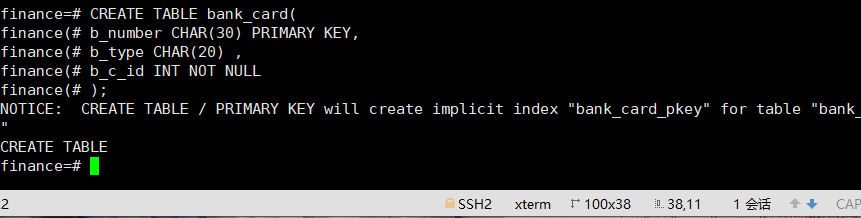 finance=# CREATE TABLE bank_card(
finance(# b_number CHAR(30) PRIMARY KEY,
finance(# b_type CHAR(20) ,
finance(# b_c_id INT NOT NULL
finance(# );
NOTICE:  CREATE TABLE / PRIMARY KEY will create implicit index "bank_card_pkey" for table "bank_
"
CREATE TABLE
finance=#
2 SSH2 xterm 100x38 38,11 1 会话 CAP